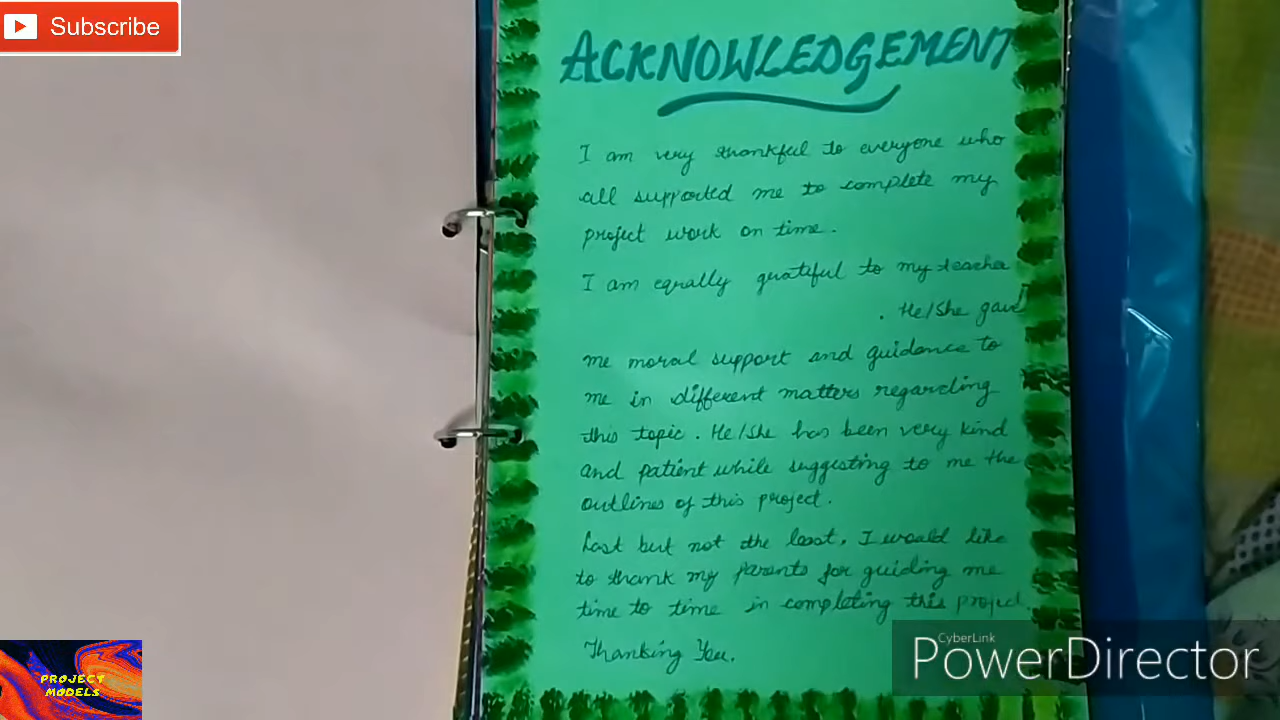 Subscribe
ACKNOWLEDGEMENT
I am very thankful to everyone who
all supported me to complete my
project work on time.
I am equally gratiful to my teacher
. He/She gave
me moral support and guidance to
me in different matters regarding
this topic. He/She has been very kind
and patient while suggesting to me the
outlines of this project.
Last but not the least, I would like
to thank my parents for guiding me
time to time in completing this project.
Thanking You.
PROJECT
MODELS
CyberLink
PowerDirector